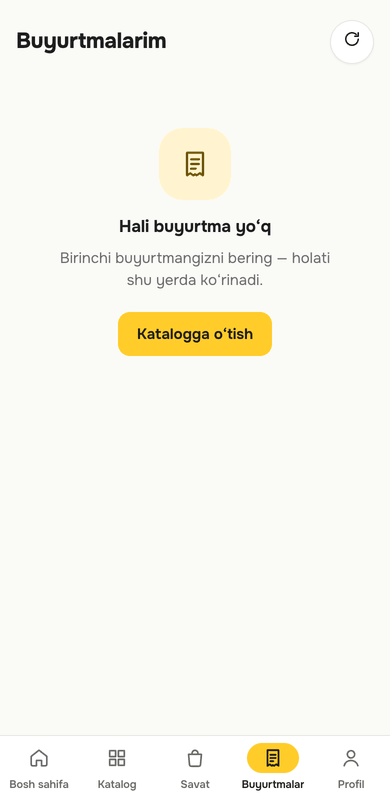 Buyurtmalarim
Hali buyurtma yo‘q
Birinchi buyurtmangizni bering — holati
shu yerda ko‘rinadi.
Katalogga o‘tish
Bosh sahifa
Katalog
Savat
Buyurtmalar
Profil